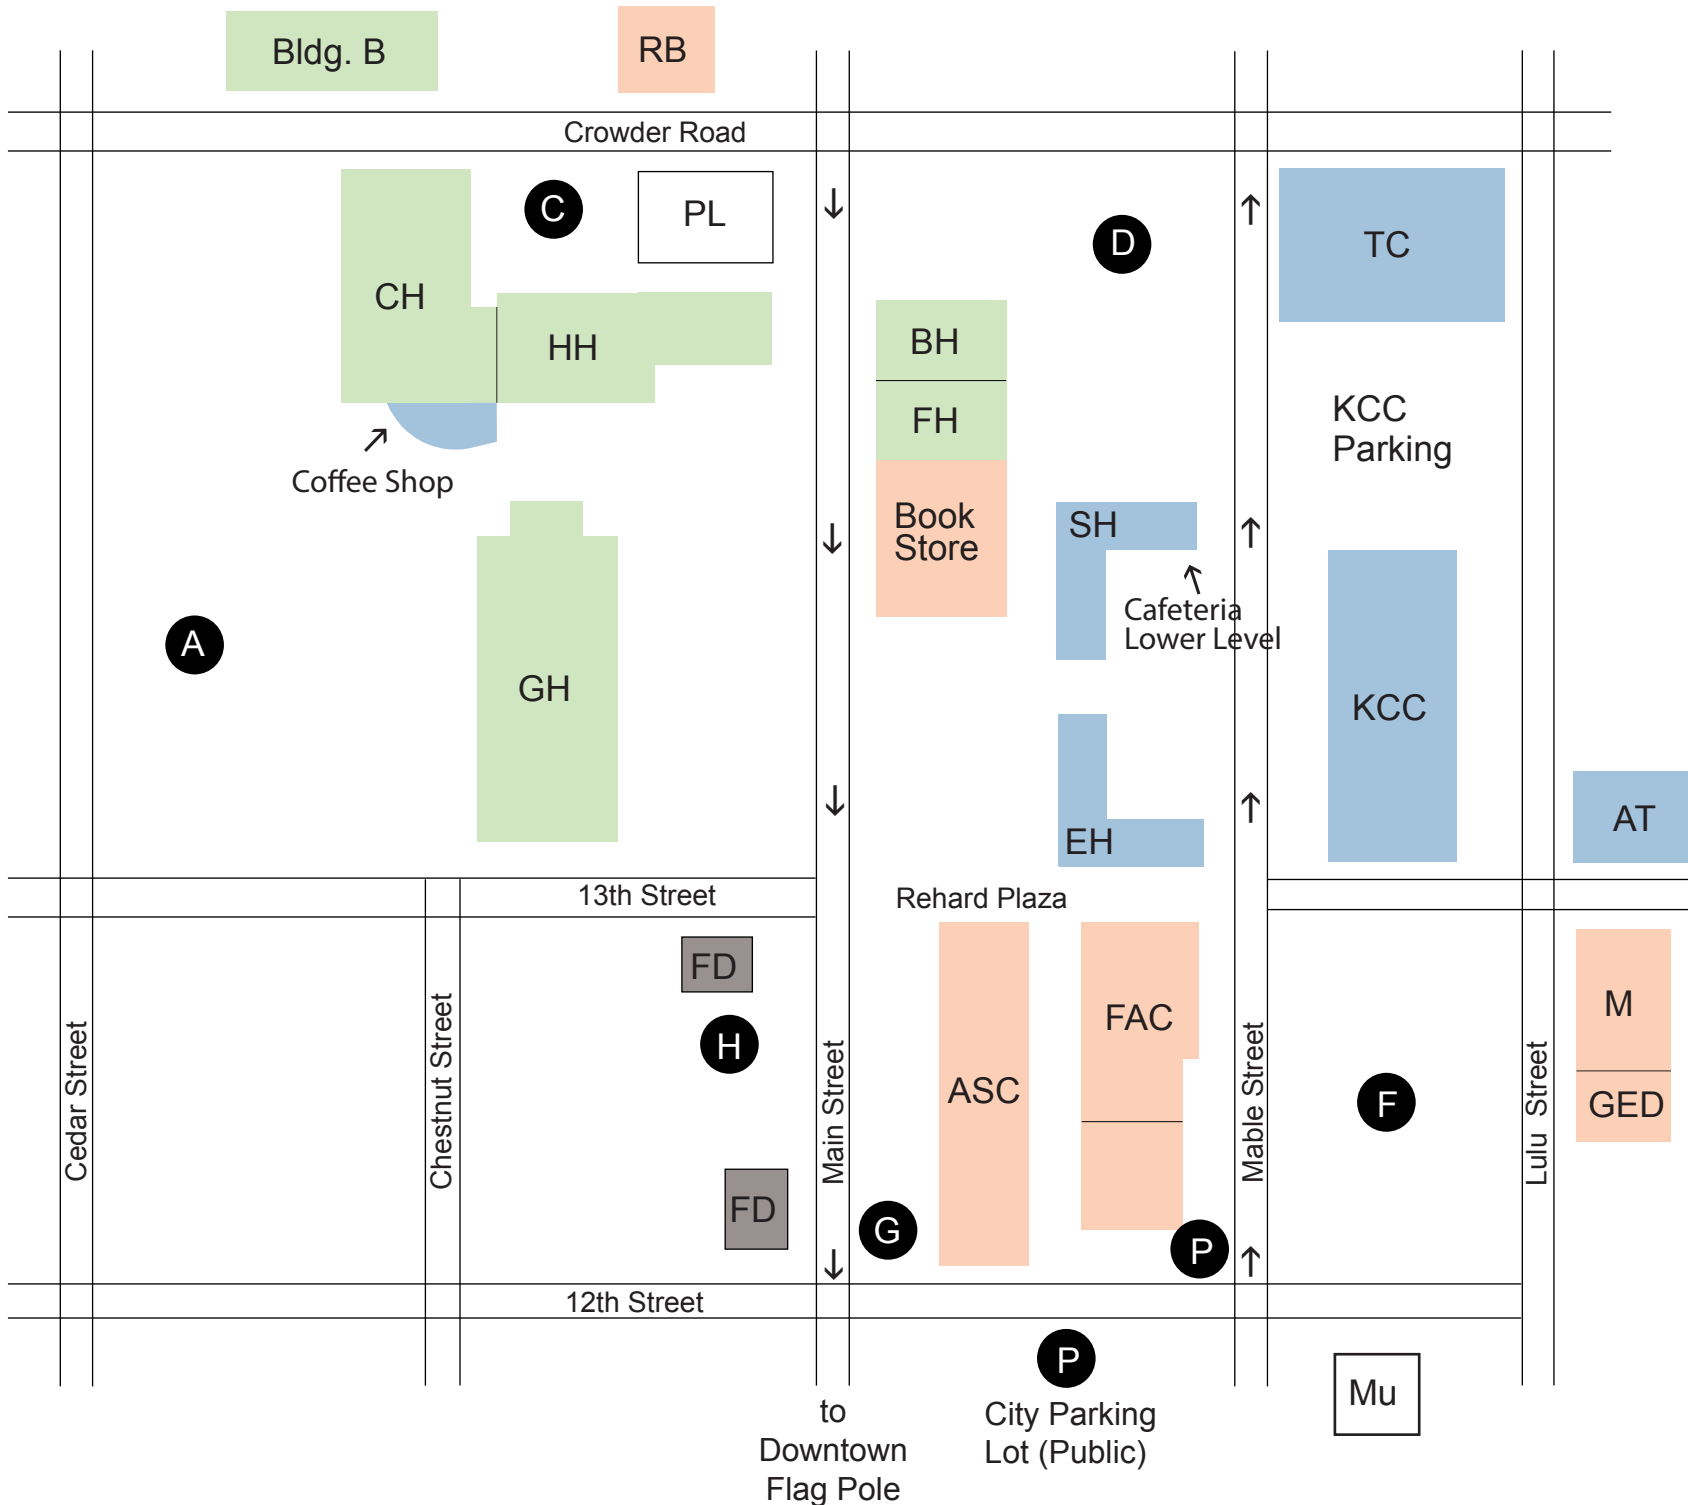 Bldg. B
RB
Crowder Road
C
PL
D
TC
CH
HH
BH
FH
KCC
Parking
Coffee Shop
Book
Store
SH
Cafeteria
Lower Level
A
GH
KCC
EH
AT
13th Street
Rehard Plaza
FD
H
FAC
M
ASC
F
GED
Cedar Street
Chestnut Street
Main Street
Mable Street
Lulu Street
FD
G
P
12th Street
P
Mu
to
Downtown
Flag Pole
City Parking
Lot (Public)